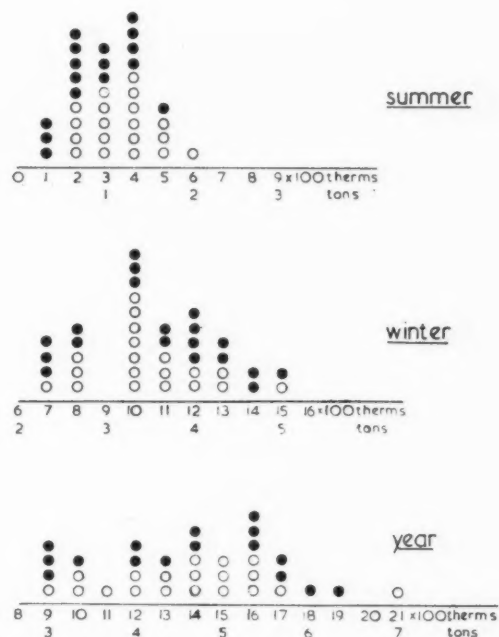 summer
0 1 2 3 4 5 6 7 8 9 ×100 therms
1 2 3 tons
winter
6 7 8 9 10 11 12 13 14 15 16 ×100 therms
2 3 4 5 tons
year
8 9 10 11 12 13 14 15 16 17 18 19 20 21 ×100 therms
3 4 5 6 7 tons